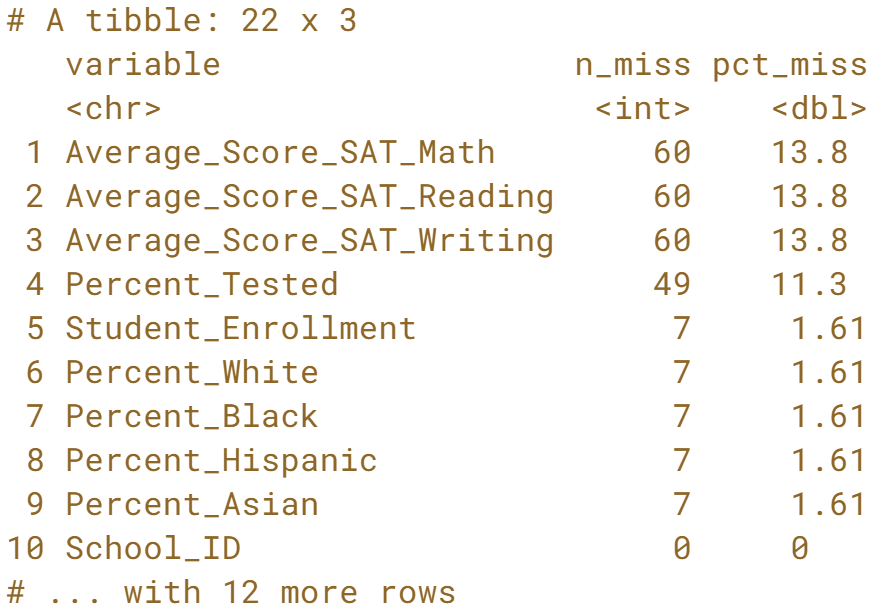 # A tibble: 22 x 3
   variable                  n_miss pct_miss
   <chr>                      <int>    <dbl>
 1 Average_Score_SAT_Math        60    13.8
 2 Average_Score_SAT_Reading     60    13.8
 3 Average_Score_SAT_Writing     60    13.8
 4 Percent_Tested                49    11.3
 5 Student_Enrollment             7     1.61
 6 Percent_White                  7     1.61
 7 Percent_Black                  7     1.61
 8 Percent_Hispanic               7     1.61
 9 Percent_Asian                  7     1.61
10 School_ID                      0     0
# ... with 12 more rows